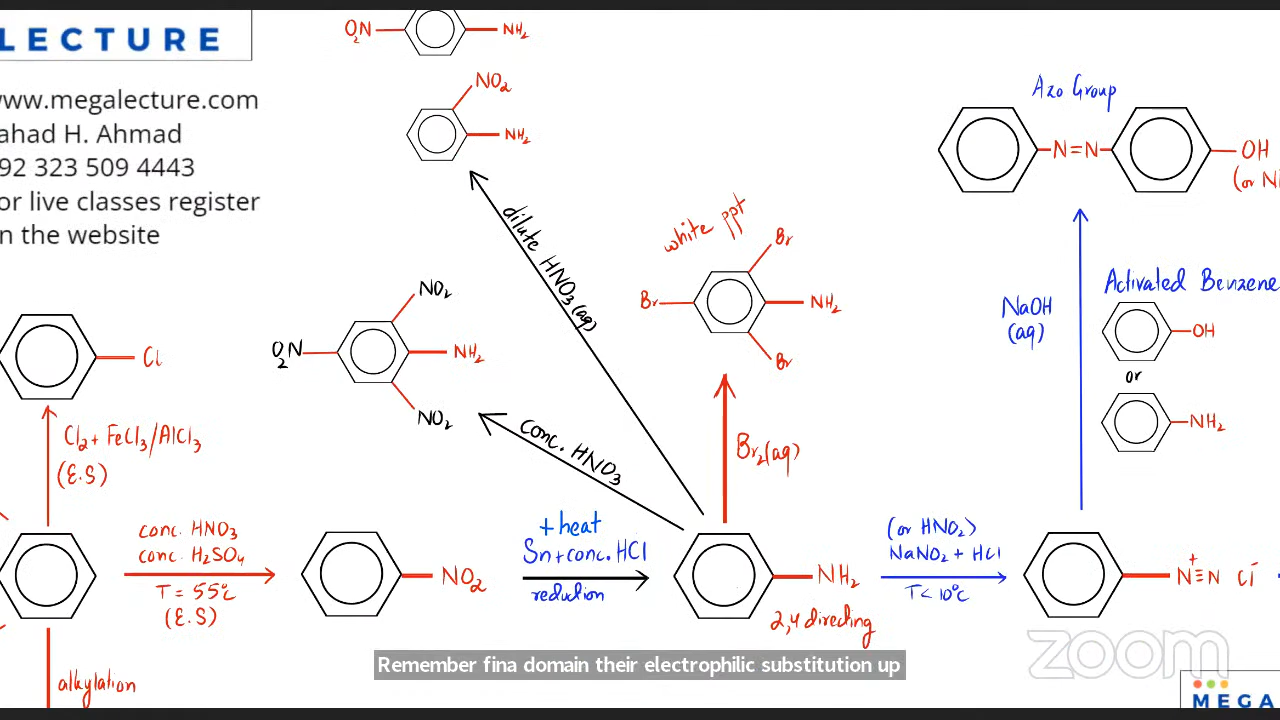 LECTURE
www.megalecture.com
ahad H. Ahmad
92 323 509 4443
or live classes register
n the website
O₂N
NH₂
NO₂
NH₂
dilute HNO₃(aq)
NO₂
O₂N
NH₂
NO₂
conc. HNO₃
white ppt
Br
Br
NH₂
Br
Br₂(aq)
Azo Group
N=N
OH
(or N
NaOH
(aq)
Activated Benzene
OH
or
NH₂
Cl
Cl₂ + FeCl₃/AlCl₃
(E.S)
conc. HNO₃
conc. H₂SO₄
T = 55°C
(E.S)
NO₂
+ heat
Sn + conc. HCl
reduction
NH₂
2,4 directing
(or HNO₂)
NaNO₂ + HCl
T < 10°C
N⁺≡N Cl⁻
alkylation
Remember fina domain their electrophilic substitution up
zoom
MEGA